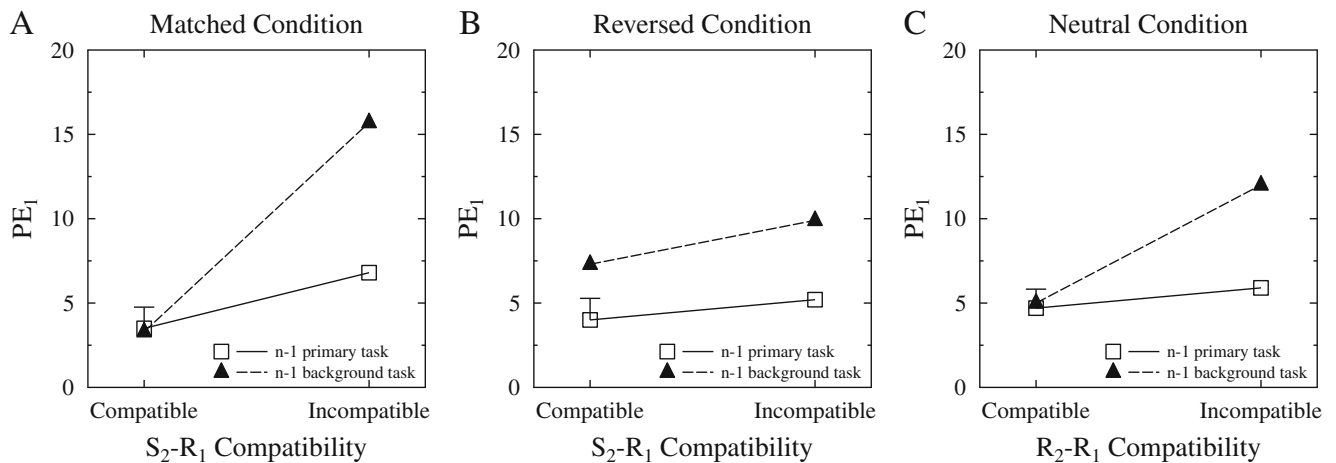 A Matched Condition
PE1
20
15
10
5
0
n-1 primary task
n-1 background task
Compatible Incompatible
S2-R1 Compatibility
B Reversed Condition
PE1
20
15
10
5
0
n-1 primary task
n-1 background task
Compatible Incompatible
S2-R1 Compatibility
C Neutral Condition
PE1
20
15
10
5
0
n-1 primary task
n-1 background task
Compatible Incompatible
R2-R1 Compatibility